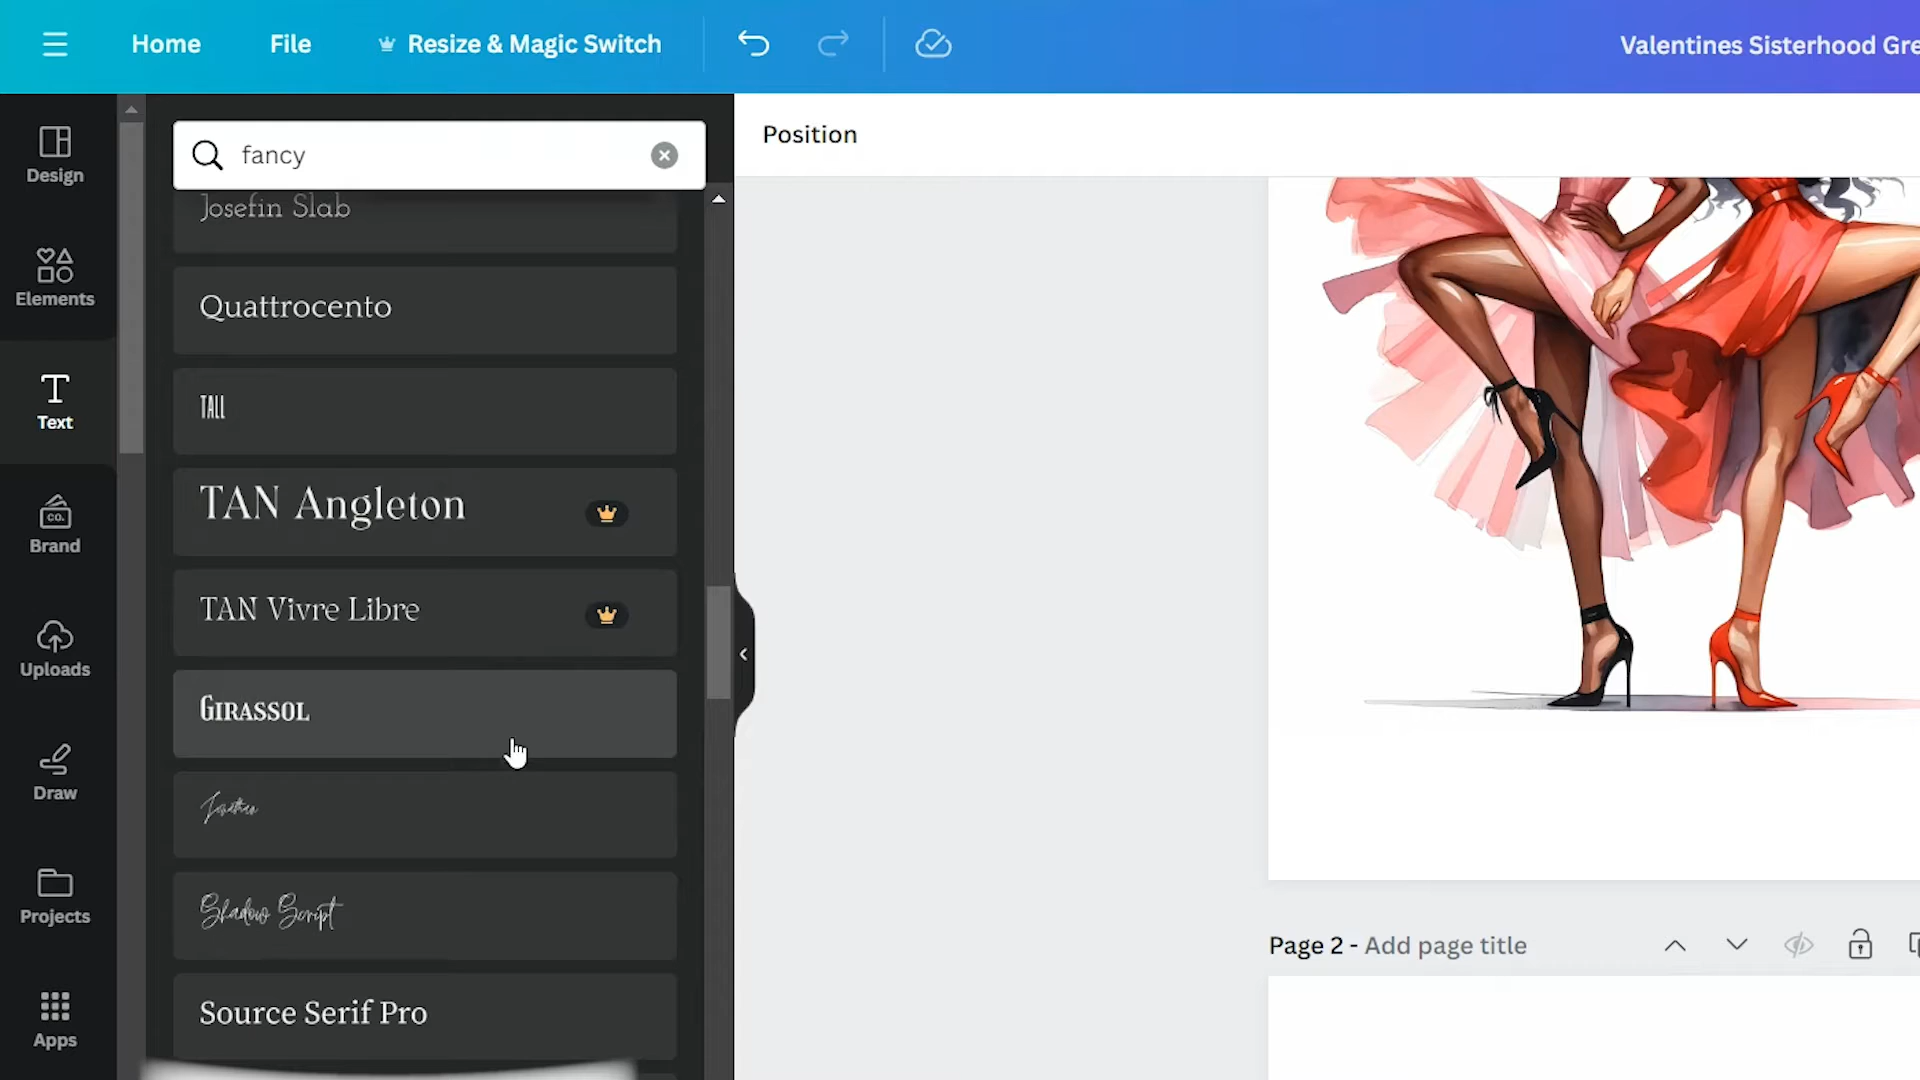 Home File Resize & Magic Switch Valentines Sisterhood Gre
Design
Elements
Text
CO.
Brand
Uploads
Draw
Projects
Apps
fancy
Josefin Slab
Quattrocento
TALL
TAN Angleton
TAN Vivre Libre
GIRASSOL
Jonathan
Shadow Script
Source Serif Pro
Position
Page 2 - Add page title